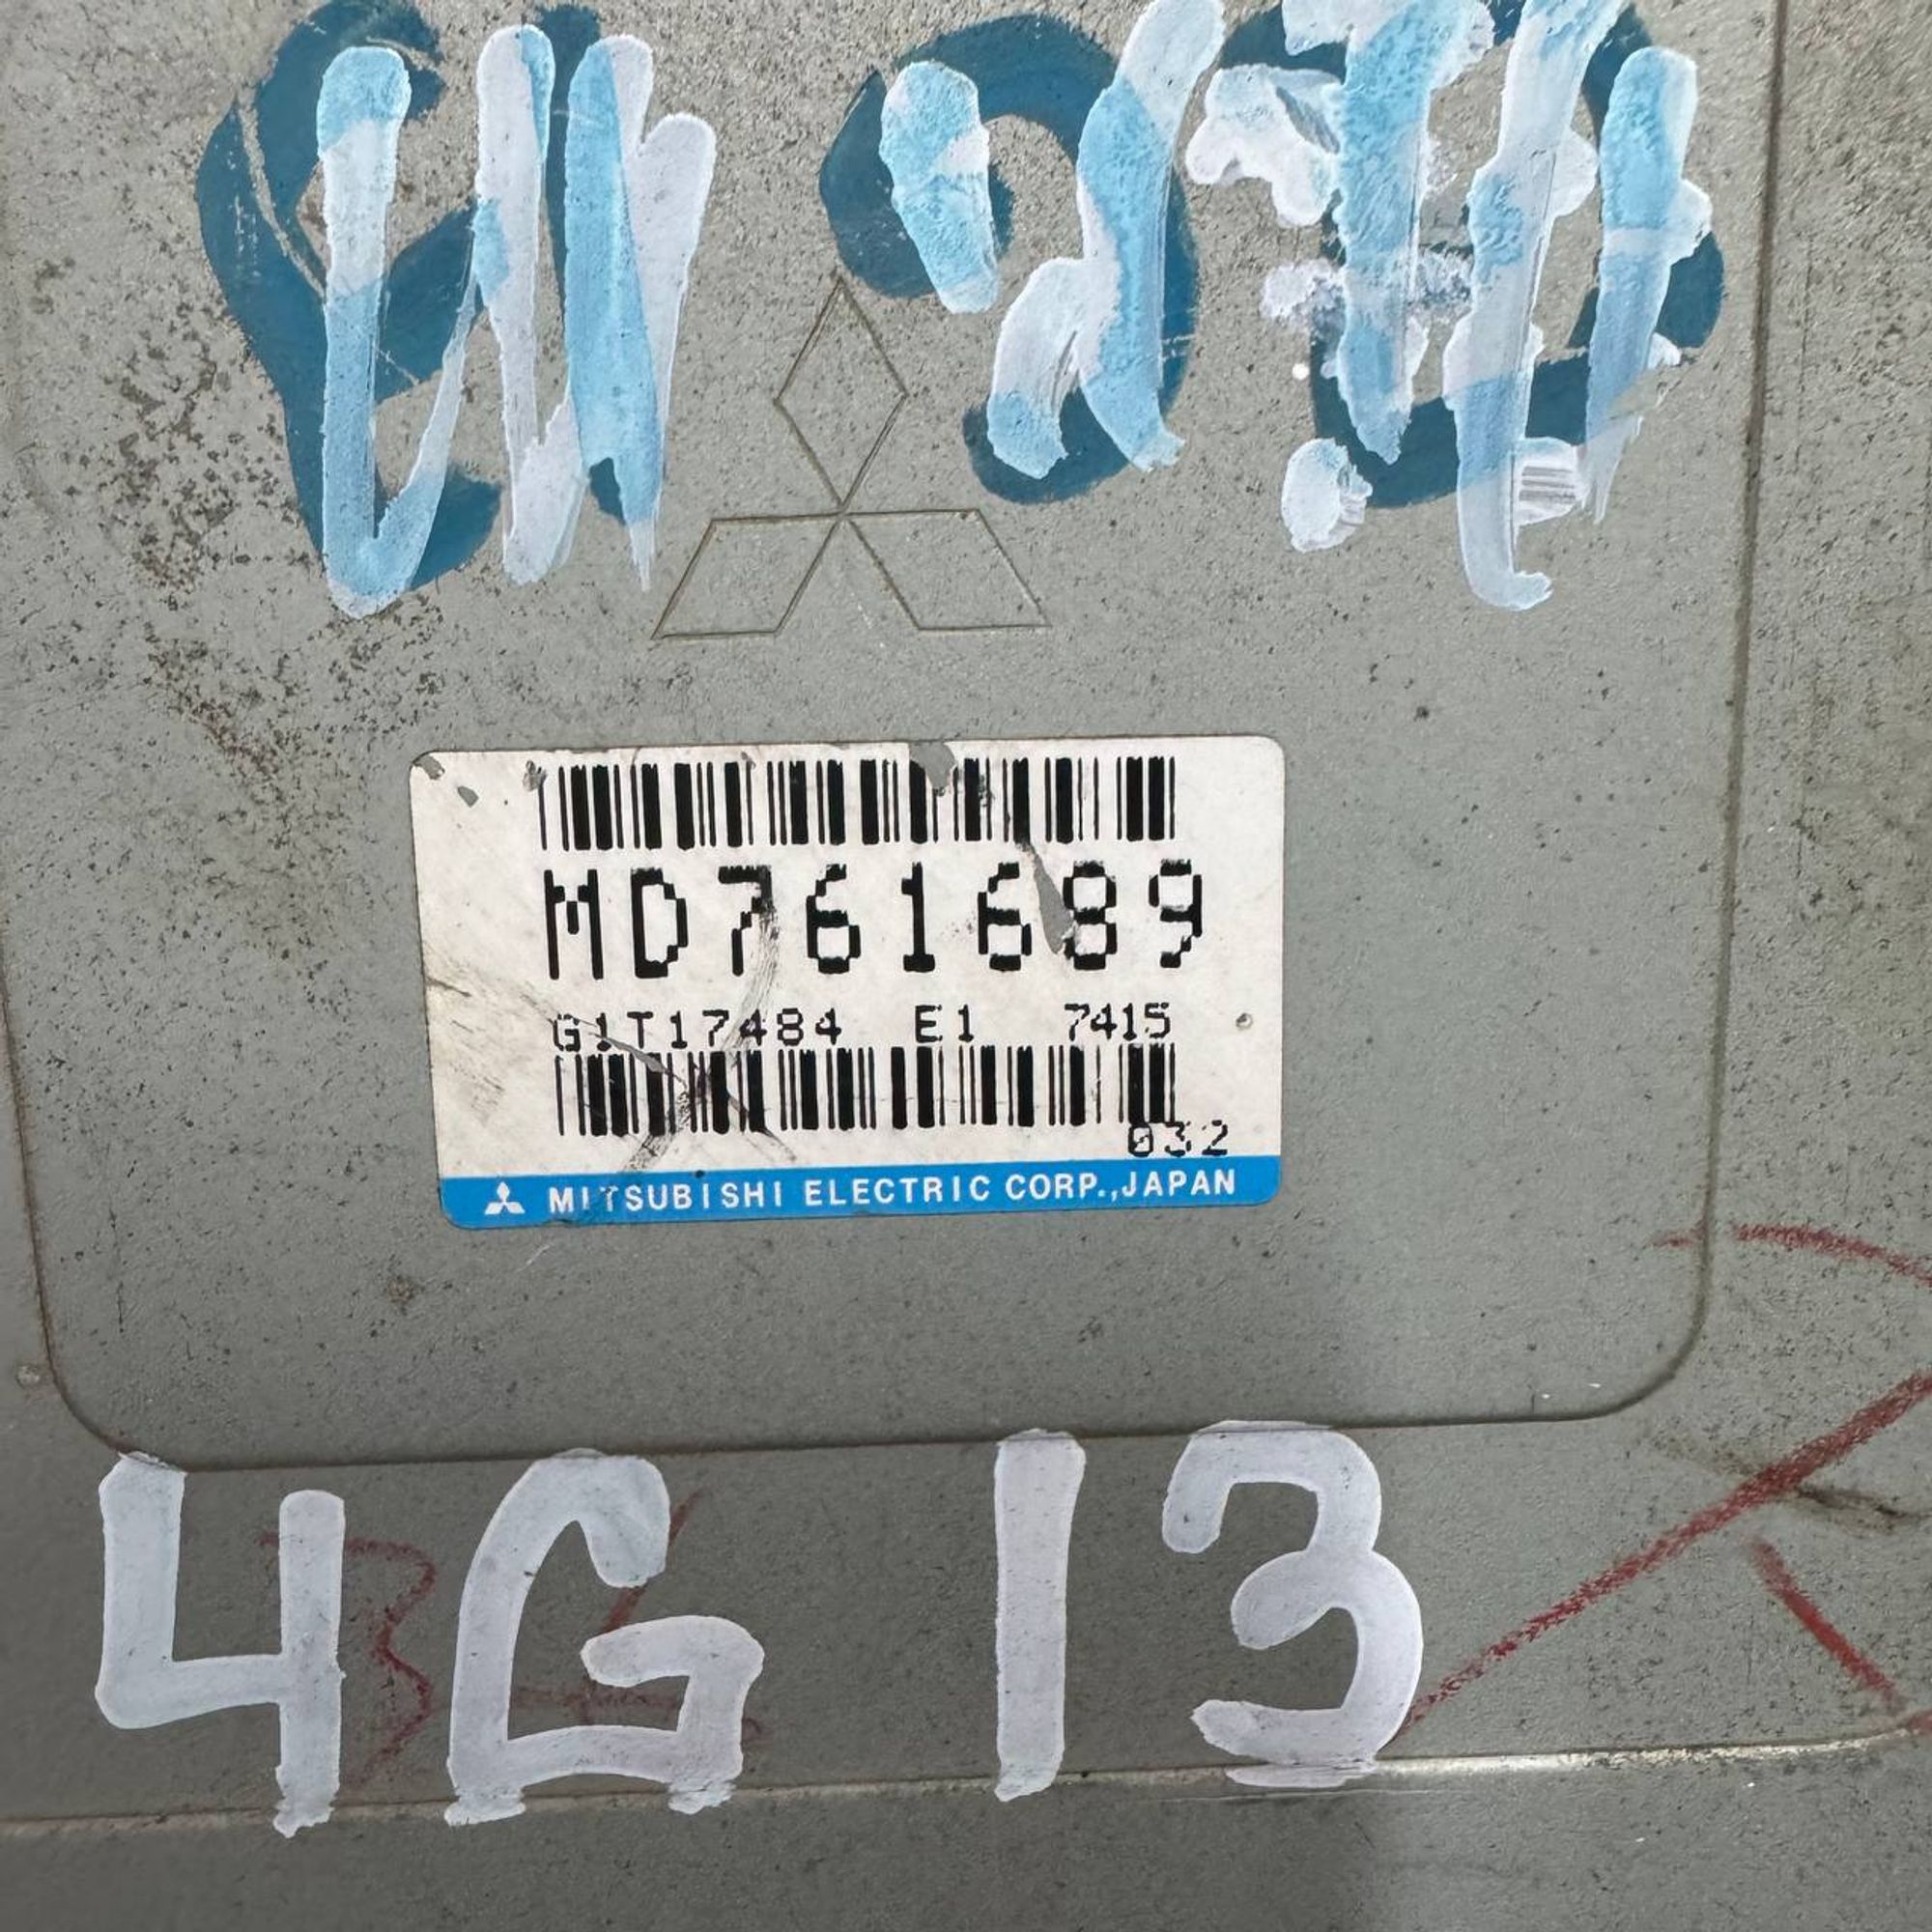 MD761689
G1T17484 E1 7415
032
MITSUBISHI ELECTRIC CORP.,JAPAN
4G13